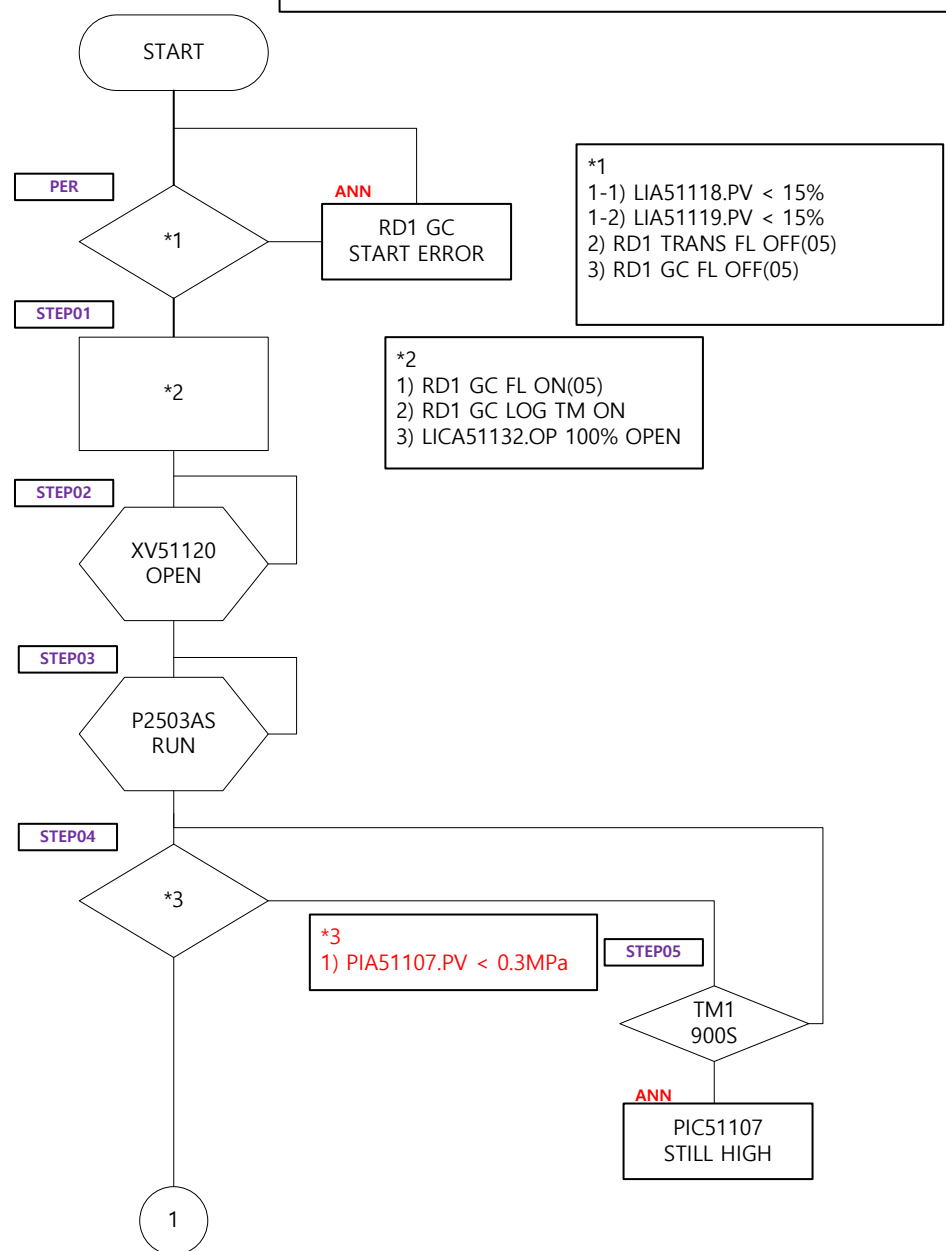 START
PER
*1
ANN
RD1 GC
START ERROR
*1
1-1) LIA51118.PV < 15%
1-2) LIA51119.PV < 15%
2) RD1 TRANS FL OFF(05)
3) RD1 GC FL OFF(05)
STEP01
*2
*2
1) RD1 GC FL ON(05)
2) RD1 GC LOG TM ON
3) LICA51132.OP 100% OPEN
STEP02
XV51120
OPEN
STEP03
P2503AS
RUN
STEP04
*3
*3
1) PIA51107.PV < 0.3MPa
STEP05
TM1
900S
ANN
PIC51107
STILL HIGH
1